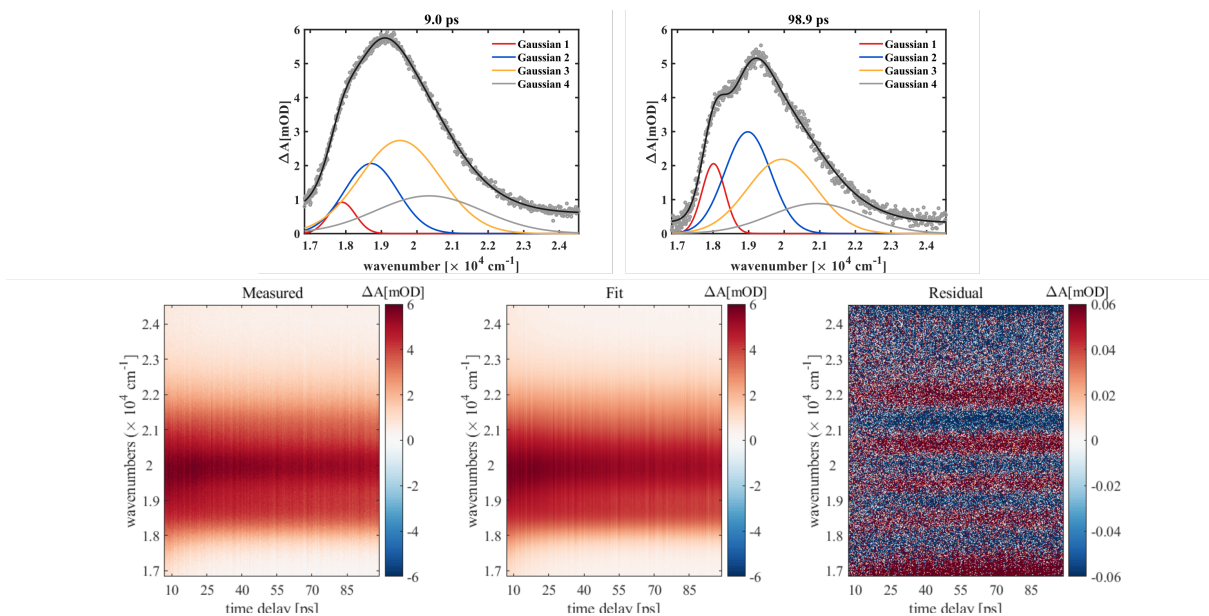 9.0 ps
6
5
4
3
2
1
0
ΔA[mOD]
Gaussian 1
Gaussian 2
Gaussian 3
Gaussian 4
1.7 1.8 1.9 2 2.1 2.2 2.3 2.4
wavenumber [× 10⁴ cm⁻¹]
98.9 ps
6
5
4
3
2
1
0
ΔA[mOD]
Gaussian 1
Gaussian 2
Gaussian 3
Gaussian 4
1.7 1.8 1.9 2 2.1 2.2 2.3 2.4
wavenumber [× 10⁴ cm⁻¹]
Measured
ΔA[mOD]
2.4
2.3
2.2
2.1
2
1.9
1.8
1.7
wavenumbers (× 10⁴ cm⁻¹]
10 25 40 55 70 85
time delay [ps]
6
4
2
0
-2
-4
-6
Fit
ΔA[mOD]
2.4
2.3
2.2
2.1
2
1.9
1.8
1.7
wavenumbers (× 10⁴ cm⁻¹]
10 25 40 55 70 85
time delay [ps]
6
4
2
0
-2
-4
-6
Residual
ΔA[mOD]
2.4
2.3
2.2
2.1
2
1.9
1.8
1.7
wavenumbers (× 10⁴ cm⁻¹]
10 25 40 55 70 85
time delay [ps]
0.06
0.04
0.02
0
-0.02
-0.04
-0.06